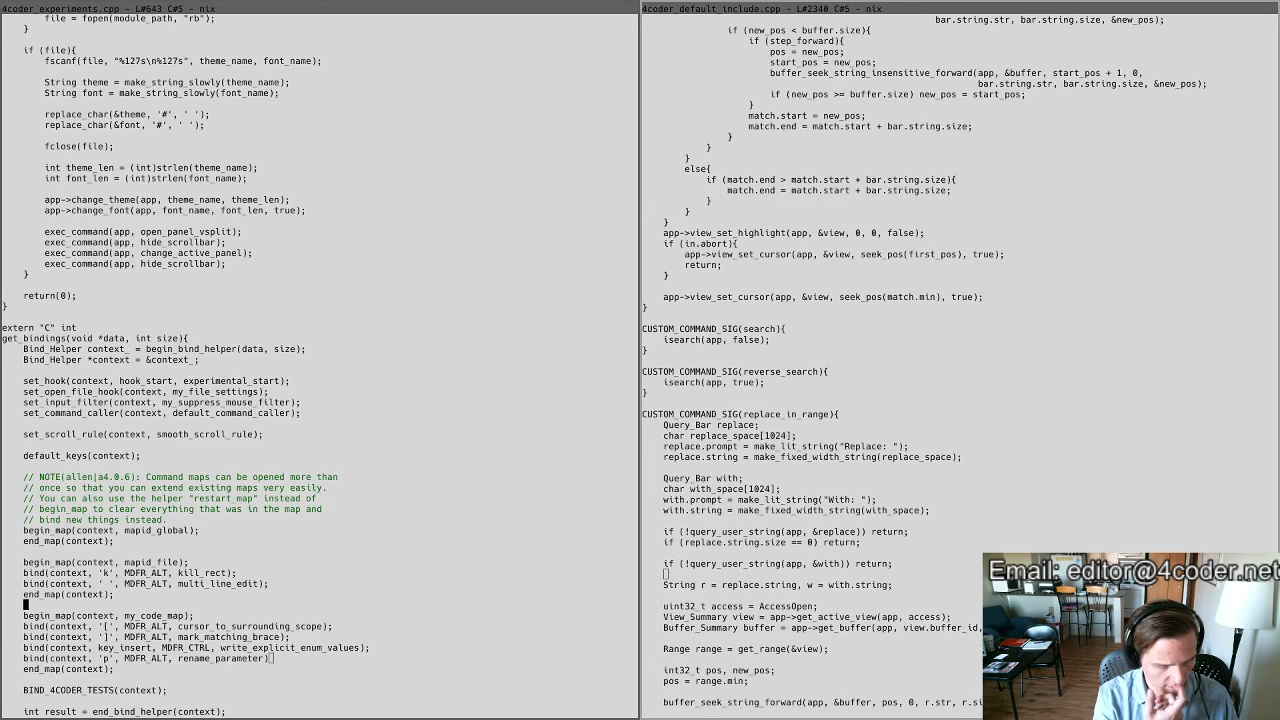 4coder_experiments.cpp - L#643 C#5 - nix
file = fopen(module_path, "rb");
}
if (file){
fscanf(file, "%127s\n%127s", theme_name, font_name);
String theme = make_string_slowly(theme_name);
String font = make_string_slowly(font_name);
replace_char(&theme, '#', ' ');
replace_char(&font, '#', ' ');
fclose(file);
int theme_len = (int)strlen(theme_name);
int font_len = (int)strlen(font_name);
app->change_theme(app, theme_name, theme_len);
app->change_font(app, font_name, font_len, true);
exec_command(app, open_panel_vsplit);
exec_command(app, hide_scrollbar);
exec_command(app, change_active_panel);
exec_command(app, hide_scrollbar);
}
return(0);
}
extern "C" int
get_bindings(void *data, int size){
Bind_Helper context_ = begin_bind_helper(data, size);
Bind_Helper *context = &context_;
set_hook(context, hook_start, experimental_start);
set_open_file_hook(context, my_file_settings);
set_input_filter(context, my_suppress_mouse_filter);
set_command_caller(context, default_command_caller);
set_scroll_rule(context, smooth_scroll_rule);
default_keys(context);
// NOTE(allen|a4.0.6): Command maps can be opened more than
// once so that you can extend existing maps very easily.
// You can also use the helper "restart_map" instead of
// begin_map to clear everything that was in the map and
// bind new things instead.
begin_map(context, mapid_global);
end_map(context);
begin_map(context, mapid_file);
bind(context, 'k', MDFR_ALT, kill_rect);
bind(context, ' ', MDFR_ALT, multi_line_edit);
end_map(context);
begin_map(context, my_code_map);
bind(context, '[', MDFR_ALT, cursor_to_surrounding_scope);
bind(context, ']', MDFR_ALT, mark_matching_brace);
bind(context, key_insert, MDFR_CTRL, write_explicit_enum_values);
bind(context, 'p', MDFR_ALT, rename_parameter)
end_map(context);
BIND_4CODER_TESTS(context);
int result = end_bind_helper(context);
4coder_default_include.cpp - L#2340 C#5 - nix
bar.string.str, bar.string.size, &new_pos);
if (new_pos < buffer.size){
if (step_forward){
pos = new_pos;
start_pos = new_pos;
buffer_seek_string_insensitive_forward(app, &buffer, start_pos + 1, 0,
bar.string.str, bar.string.size, &new_pos);
if (new_pos >= buffer.size) new_pos = start_pos;
}
match.start = new_pos;
match.end = match.start + bar.string.size;
}
}
}
else{
if (match.end > match.start + bar.string.size){
match.end = match.start + bar.string.size;
}
}
}
app->view_set_highlight(app, &view, 0, 0, false);
if (in.abort){
app->view_set_cursor(app, &view, seek_pos(first_pos), true);
return;
}
app->view_set_cursor(app, &view, seek_pos(match.min), true);
}
CUSTOM_COMMAND_SIG(search){
isearch(app, false);
}
CUSTOM_COMMAND_SIG(reverse_search){
isearch(app, true);
}
CUSTOM_COMMAND_SIG(replace_in_range){
Query_Bar replace;
char replace_space[1024];
replace.prompt = make_lit_string("Replace: ");
replace.string = make_fixed_width_string(replace_space);
Query_Bar with;
char with_space[1024];
with.prompt = make_lit_string("With: ");
with.string = make_fixed_width_string(with_space);
if (!query_user_string(app, &replace)) return;
if (replace.string.size == 0) return;
if (!query_user_string(app, &with)) return;
String r = replace.string, w = with.string;
uint32_t access = AccessOpen;
View_Summary view = app->get_active_view(app, access);
Buffer_Summary buffer = app->get_buffer(app, view.buffer_id,
Range range = get_range(&view);
int32_t pos, new_pos;
pos = range.min;
buffer_seek_string_forward(app, &buffer, pos, 0, r.str, r.si
Email: editor@4coder.net